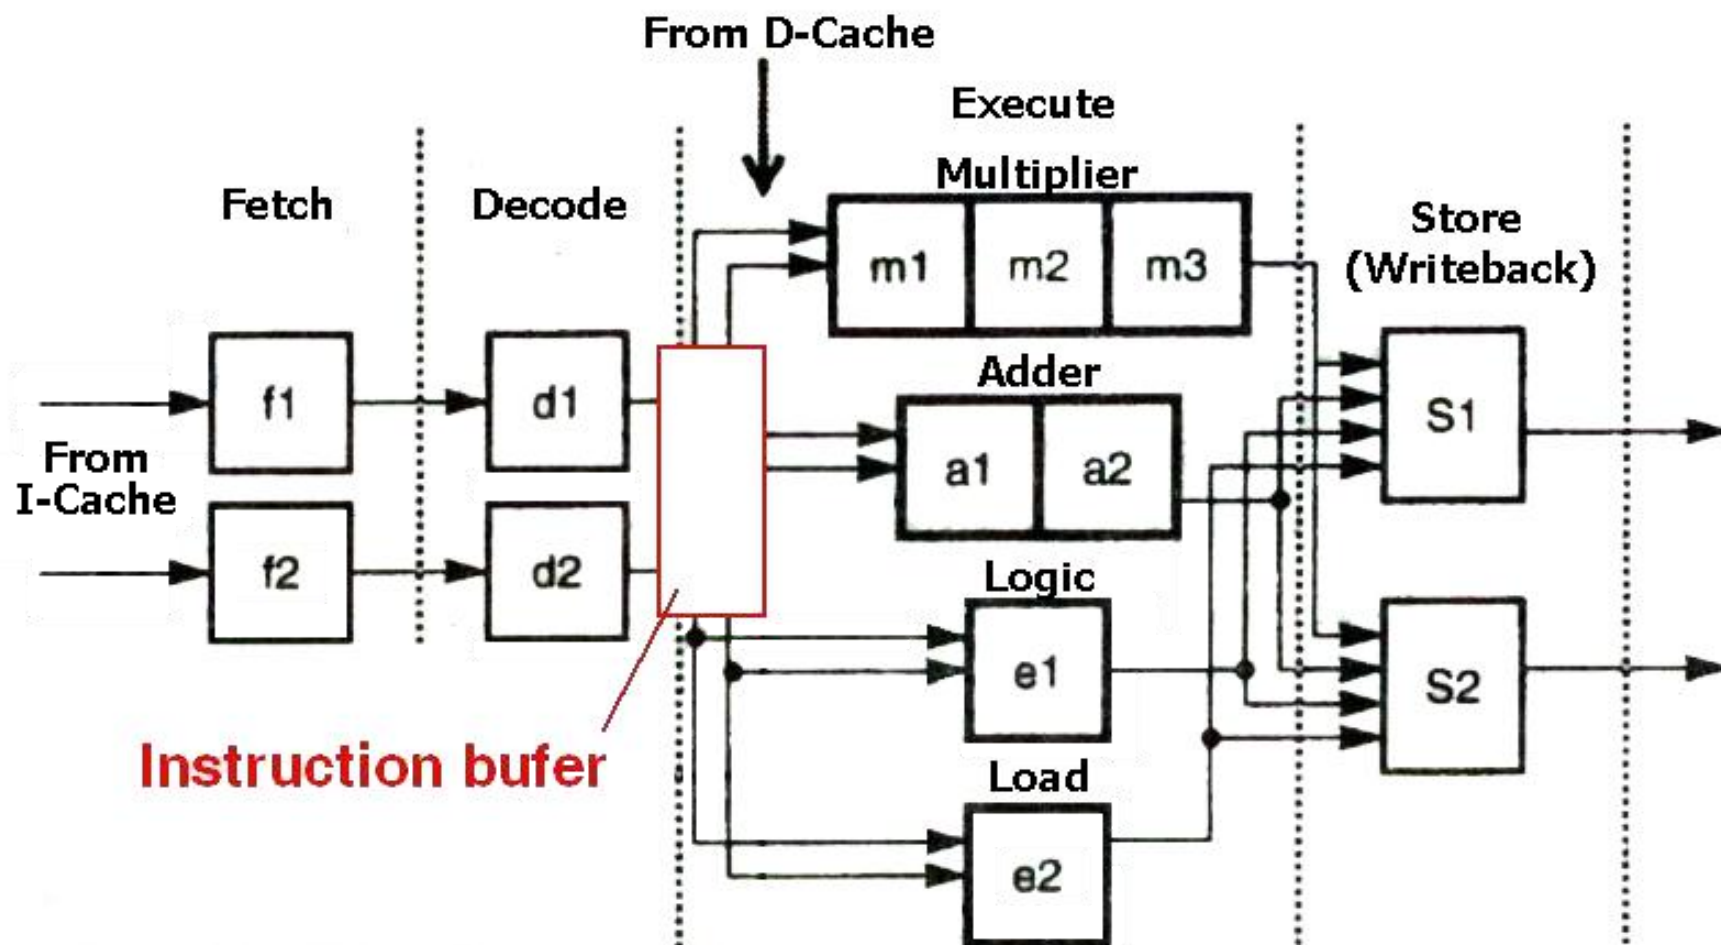 From D-Cache
Execute
Multiplier
Fetch
Decode
Store
(Writeback)
m1
m2
m3
f1
d1
Adder
S1
From
I-Cache
a1
a2
f2
d2
Logic
e1
S2
Instruction bufer
Load
e2